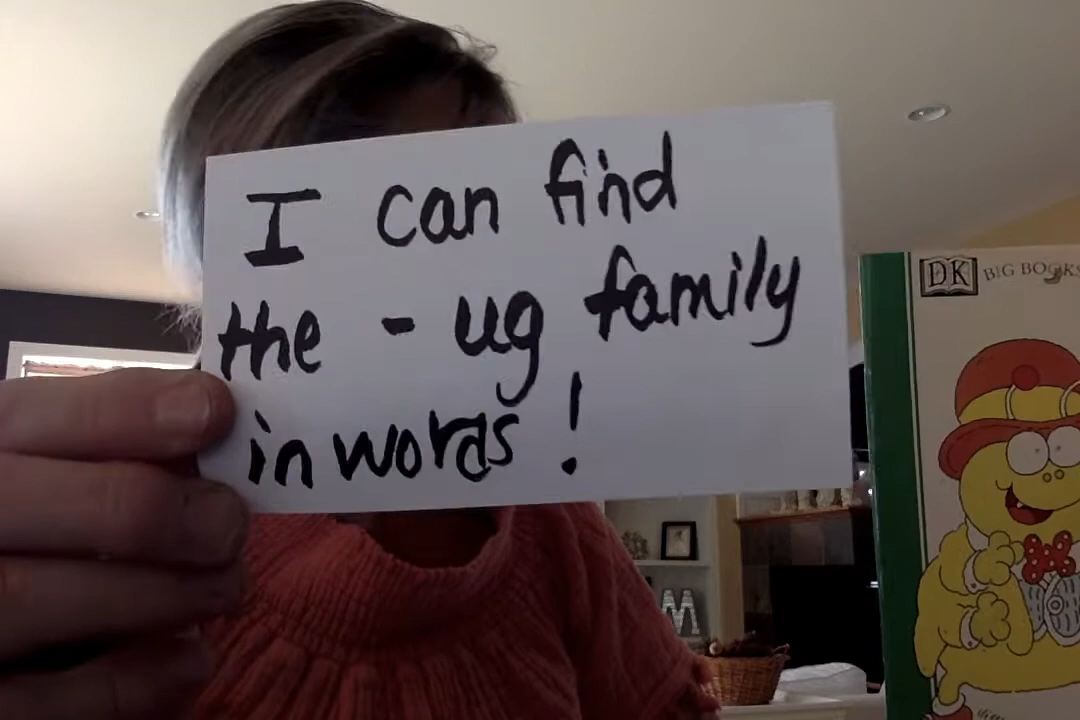 I can find
the - ug family
in words !
DK BIG BOOKS
M